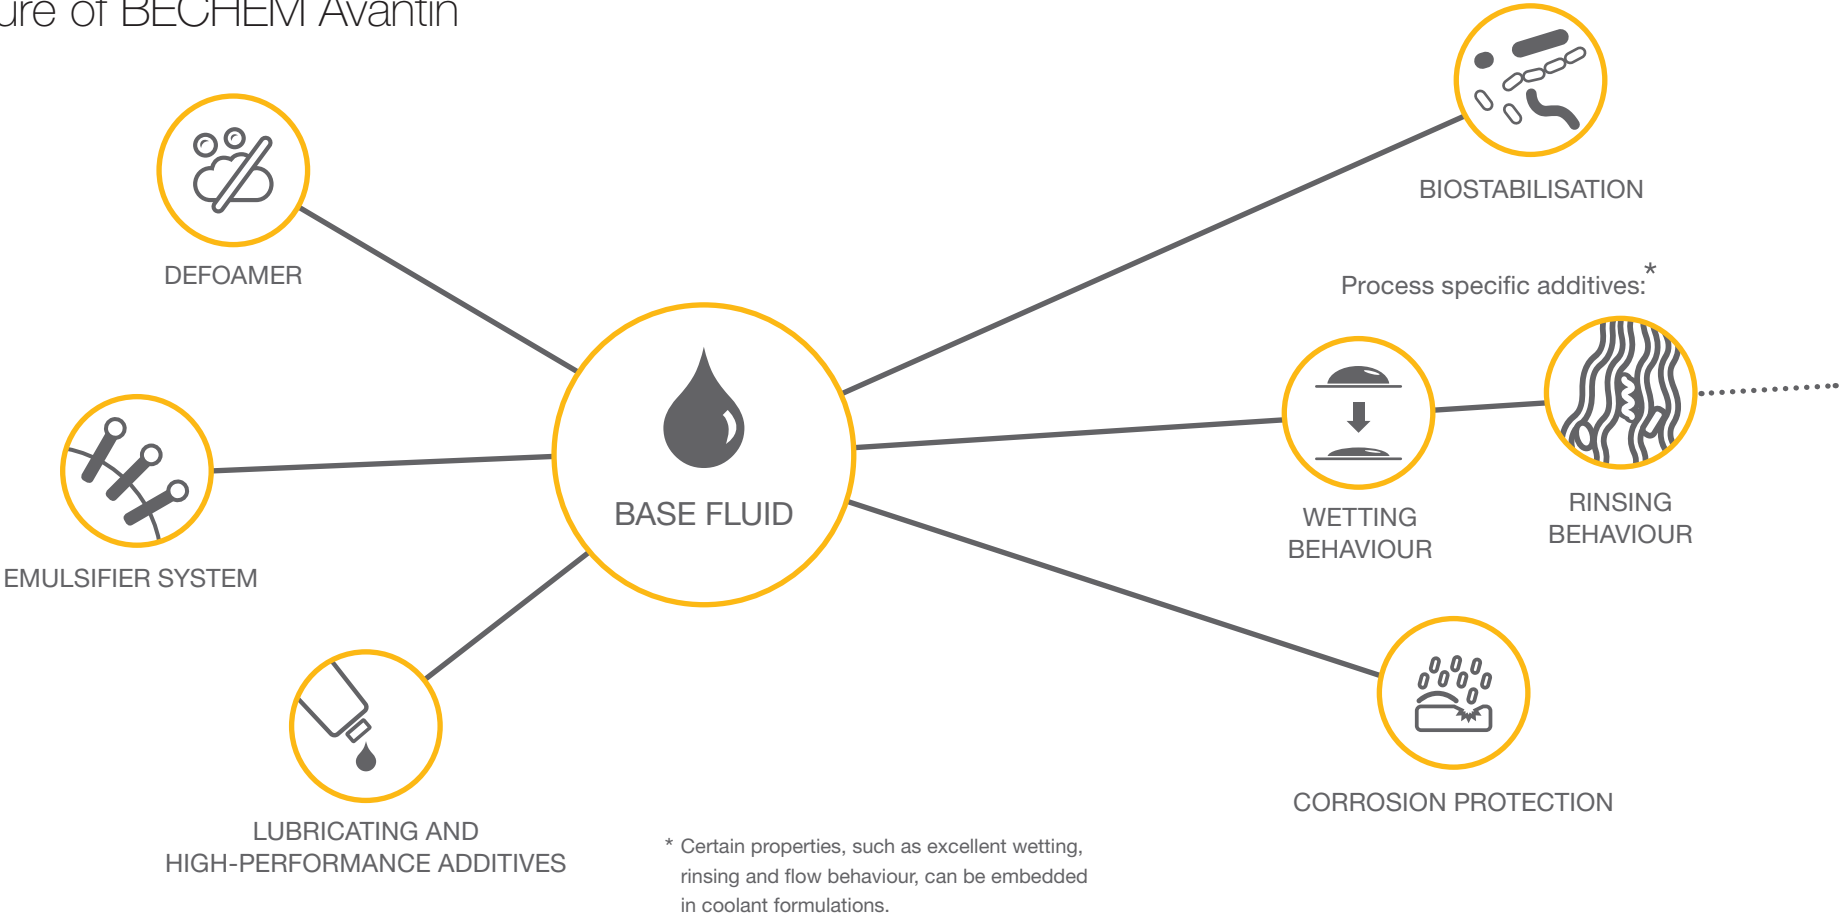 of BECHEM Avantin
BIOSTABILISATION
DEFOAMER
Process specific additives:*
BASE FLUID
WETTING
BEHAVIOUR
RINSING
BEHAVIOUR
EMULSIFIER SYSTEM
CORROSION PROTECTION
LUBRICATING AND
HIGH-PERFORMANCE ADDITIVES
* Certain properties, such as excellent wetting,
rinsing and flow behaviour, can be embedded
in coolant formulations.